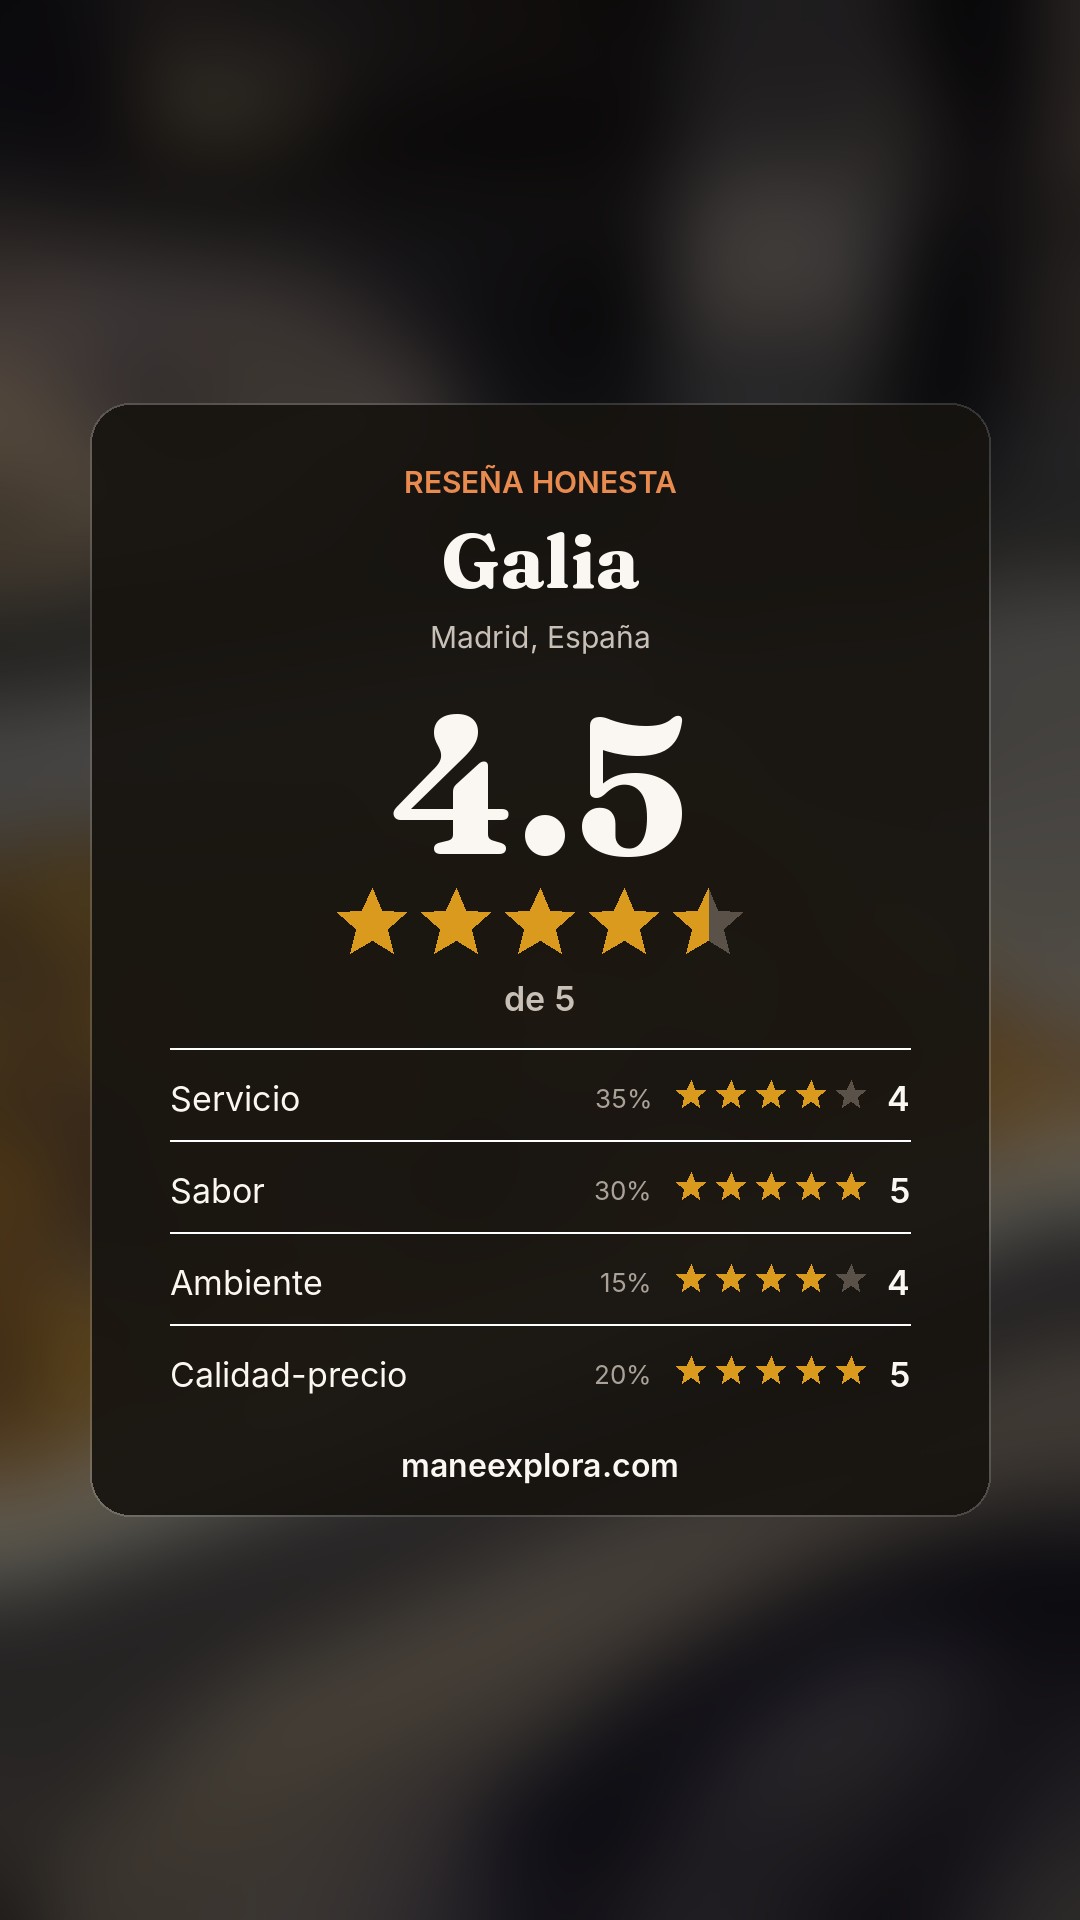 RESEÑA HONESTA
Galia
Madrid, España
4.5
de 5
Servicio 35% 4
Sabor 30% 5
Ambiente 15% 4
Calidad-precio 20% 5
maneexplora.com